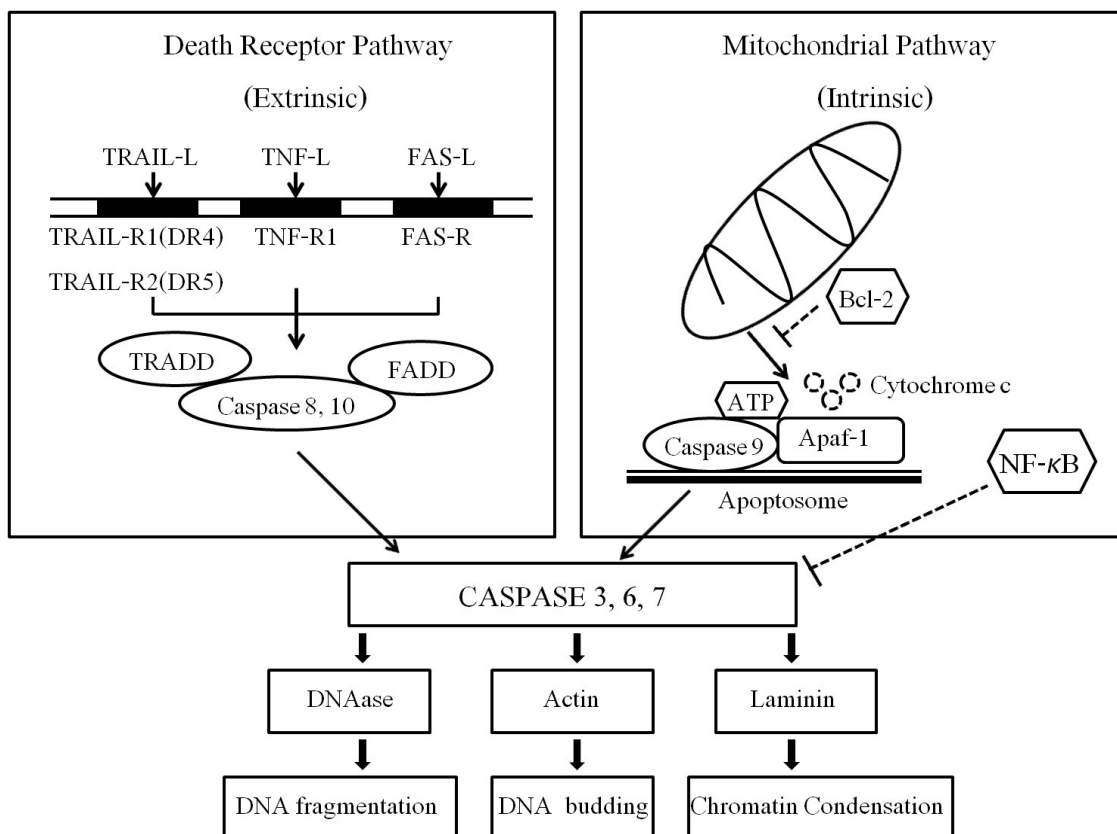 Death Receptor Pathway
(Extrinsic)
TRAIL-L
TNF-L
FAS-L
TRAIL-R1(DR4)
TNF-R1
FAS-R
TRAIL-R2(DR5)
TRADD
FADD
Caspase 8, 10
Mitochondrial Pathway
(Intrinsic)
Bcl-2
Cytochrome c
ATP
Caspase 9
Apaf-1
Apoptosome
NF-κB
CASPASE 3, 6, 7
DNAase
Actin
Laminin
DNA fragmentation
DNA budding
Chromatin Condensation